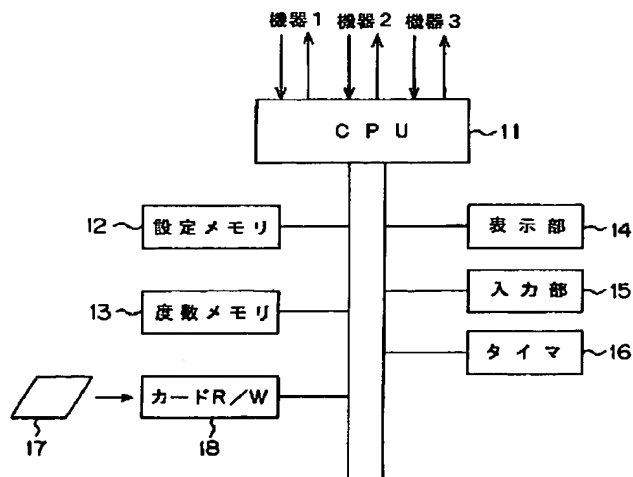 機器1 機器2 機器3
CPU 11
12 設定メモリ 表示部 14
13 度数メモリ 入力部 15
タイマ 16
カードR/W
17 18